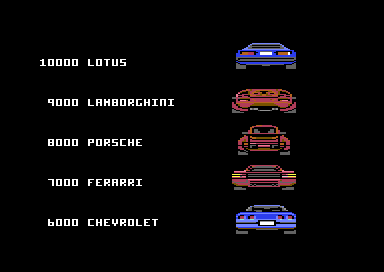 10000 LOTUS
9000 LAMBORGHINI
8000 PORSCHE
7000 FERARRI
6000 CHEVROLET